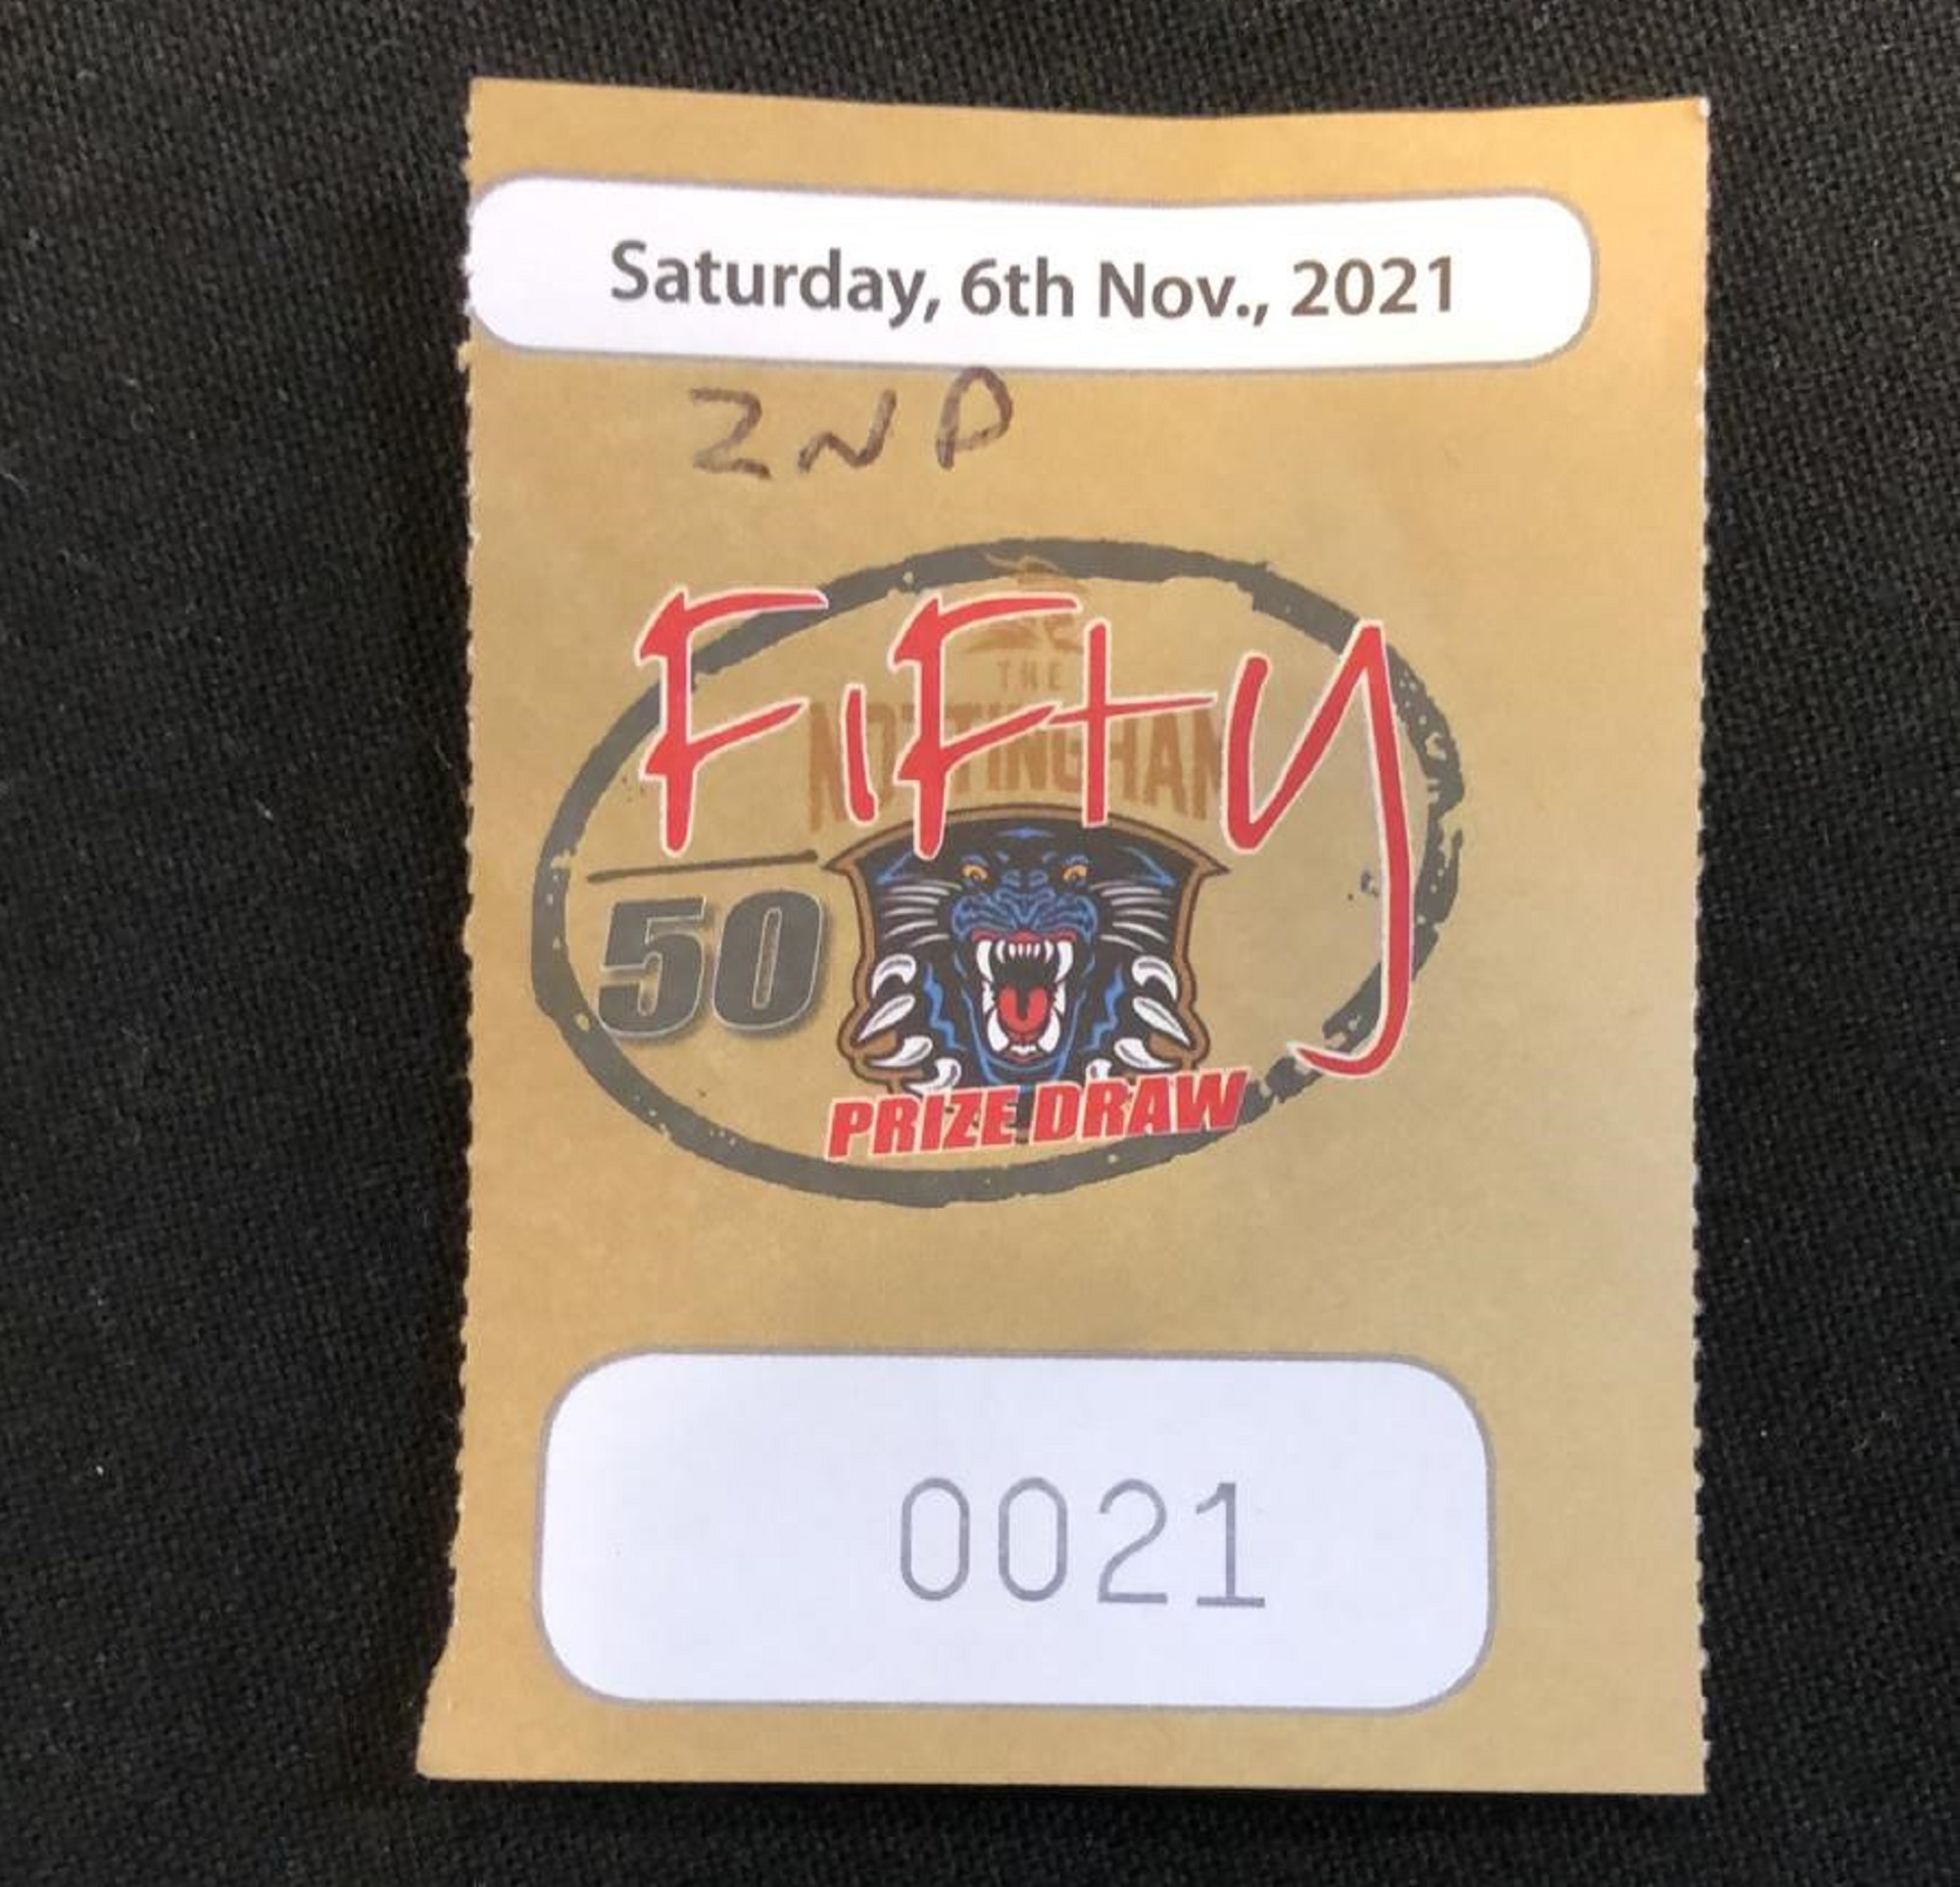 Saturday, 6th Nov., 2021
2ND
FiFty
THE
NOTTINGHAM
50
PRIZE DRAW
0021